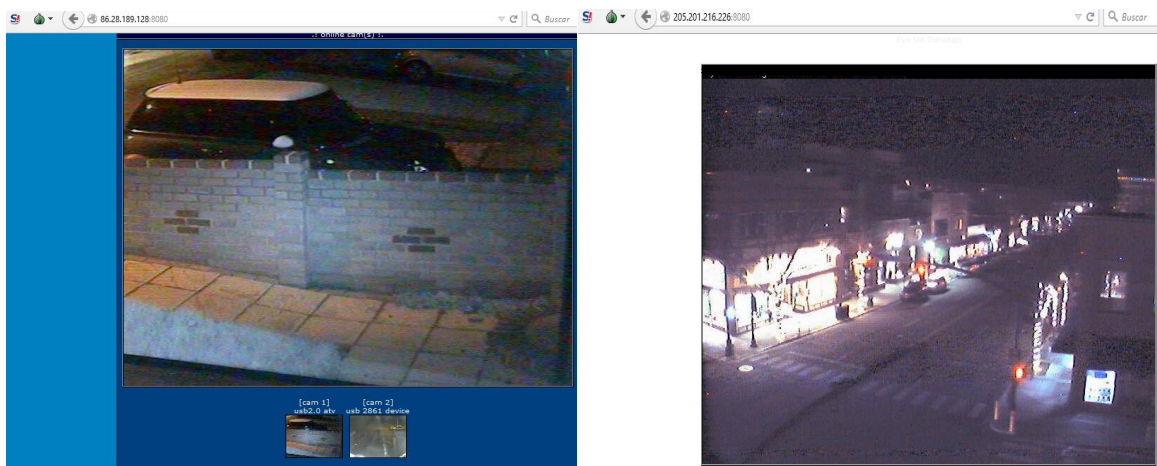 86.28.189.128:8080
Buscar
.: online cam(s) :.
[cam 1]
usb2.0 atv
[cam 2]
usb 2861 device
205.201.216.226:8080
Buscar